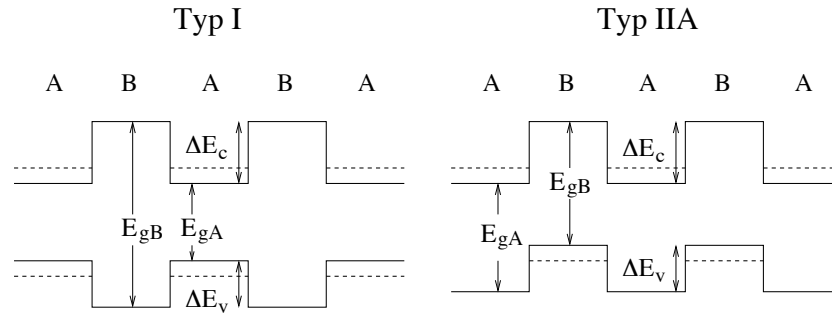 Typ I
Typ IIA
A B A B A
A B A B A
ΔE_c
ΔE_c
E_gB
E_gB E_gA
E_gA
ΔE_v
ΔE_v